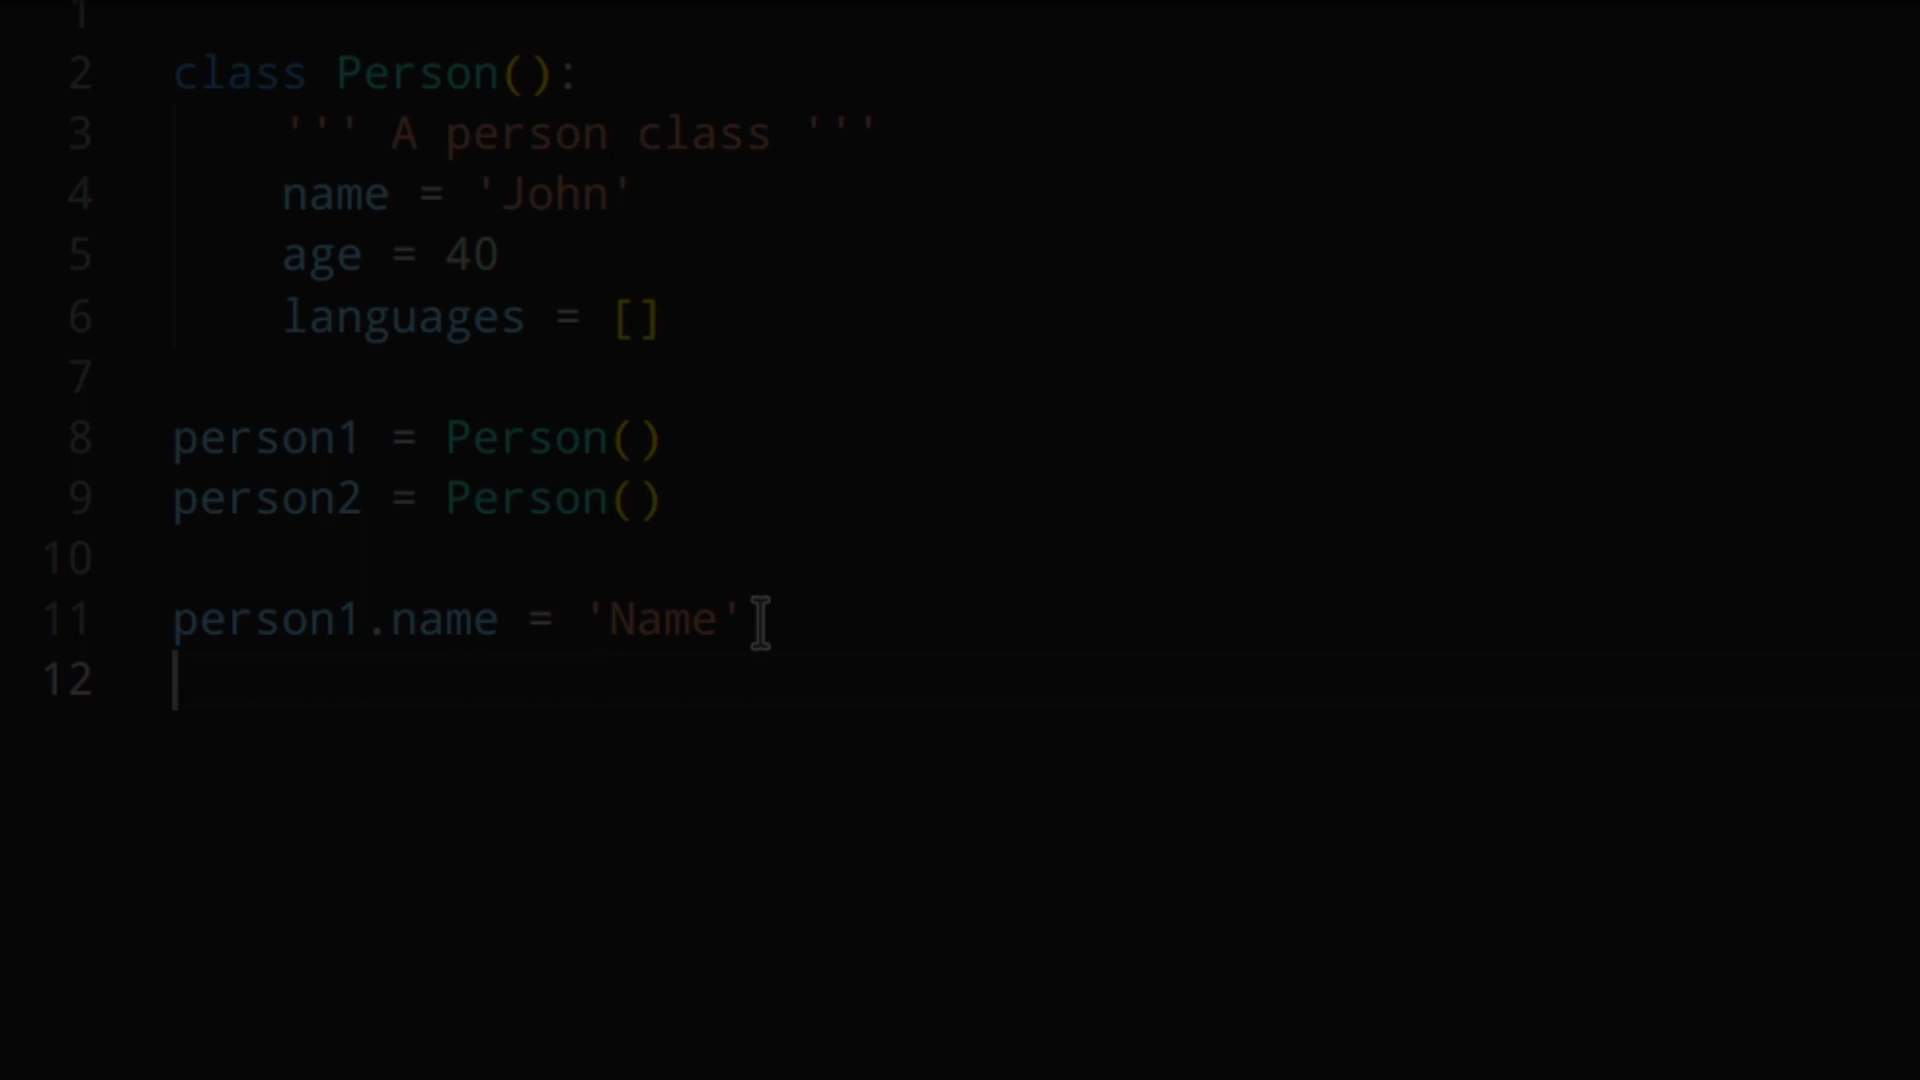 1
2 class Person():
3     ''' A person class '''
4     name = 'John'
5     age = 40
6     languages = []
7
8 person1 = Person()
9 person2 = Person()
10
11 person1.name = 'Name'
12